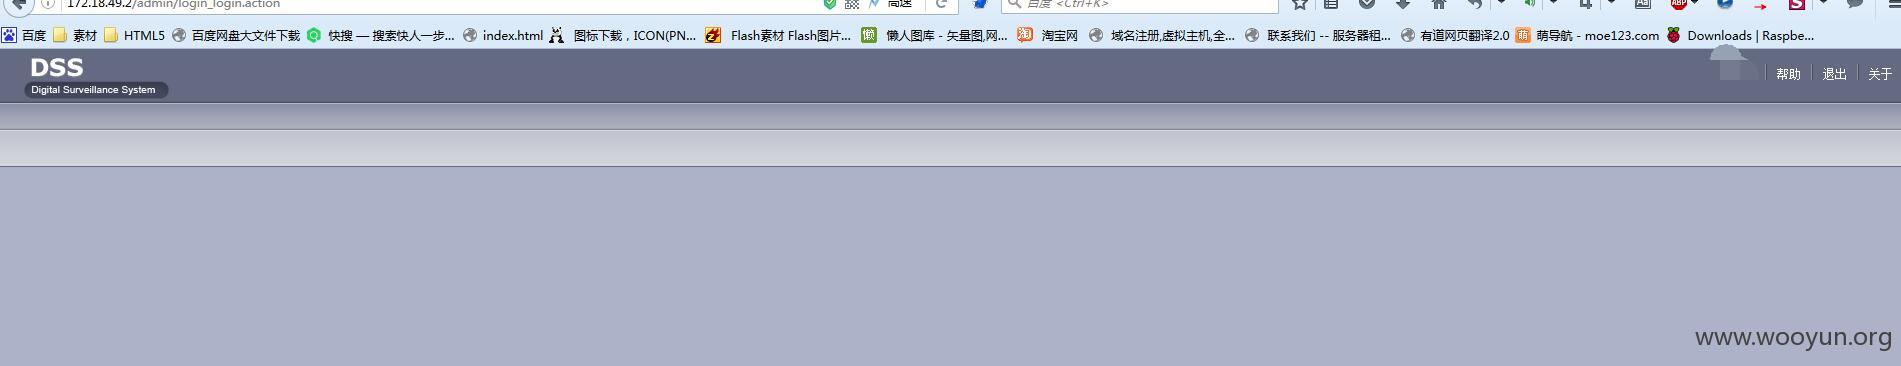 172.18.49.2/admin/login_login.action 高速 百度 <Ctrl+K>
百度 素材 HTML5 百度网盘大文件下载 快搜 — 搜索快人一步... index.html 图标下载，ICON(PN... Flash素材 Flash图片... 懒人图库 - 矢量图,网... 淘宝网 域名注册,虚拟主机,全... 联系我们 -- 服务器租... 有道网页翻译2.0 萌导航 - moe123.com Downloads | Raspbe...
DSS
Digital Surveillance System
帮助 退出 关于
www.wooyun.org